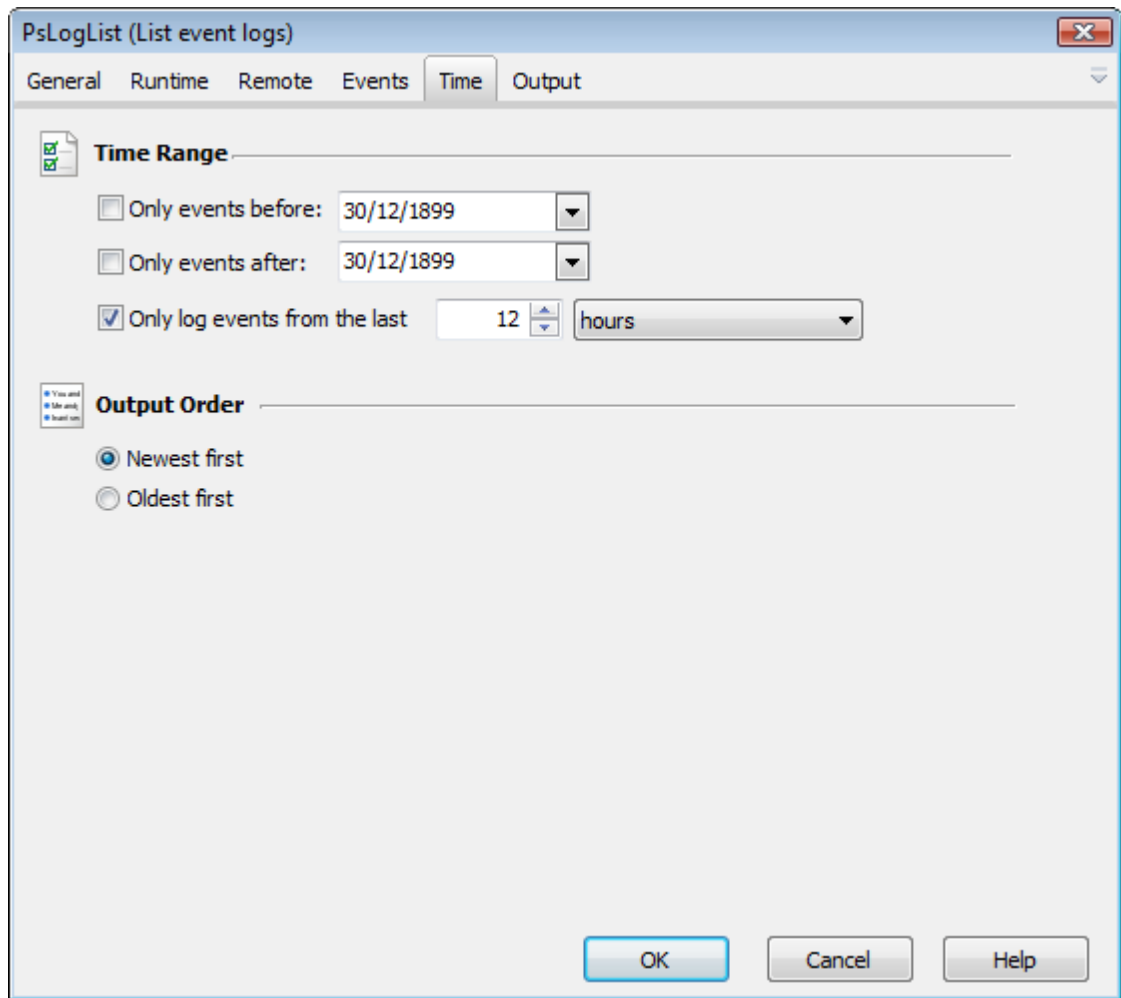 PsLogList (List event logs)
General Runtime Remote Events Time Output
Time Range
Only events before: 30/12/1899
Only events after: 30/12/1899
Only log events from the last 12 hours
Output Order
Newest first
Oldest first
OK Cancel Help